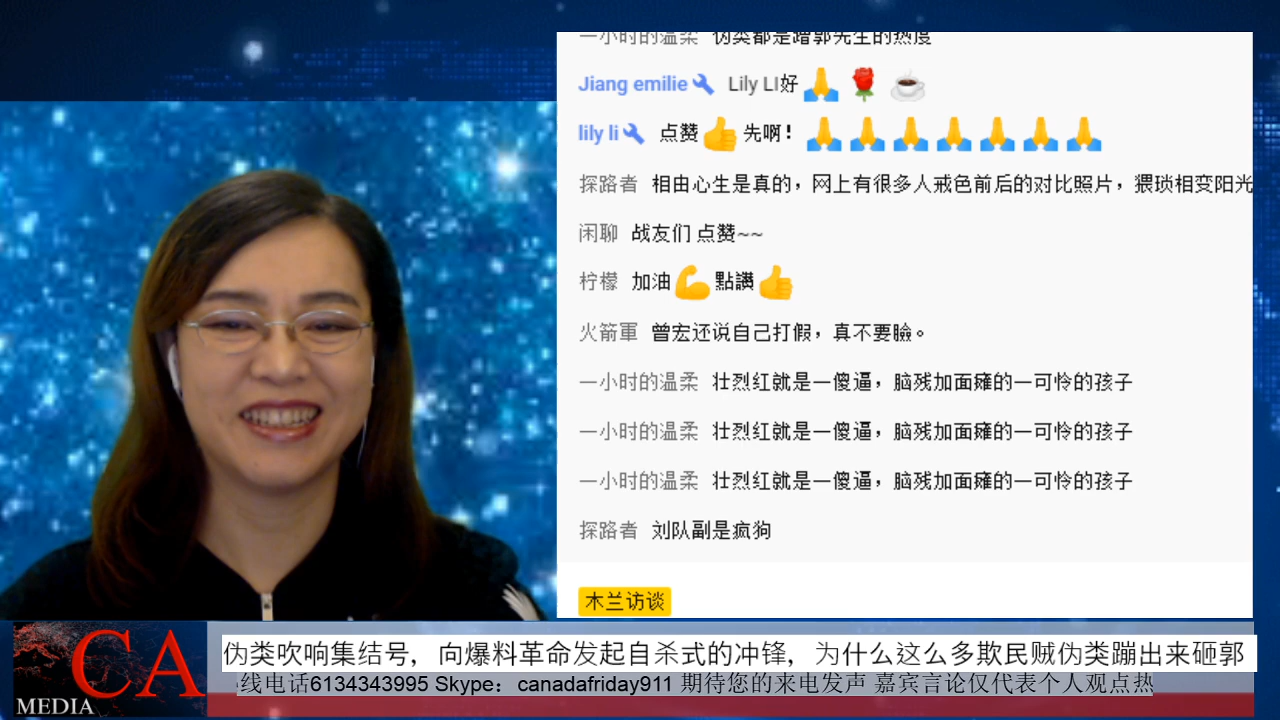 一小时的温柔 伪类都是蹭郭先生的热度
Jiang emilie Lily LI好
lily li 点赞 先啊!
探路者 相由心生是真的,网上有很多人戒色前后的对比照片,猥琐相变阳光
闲聊 战友们 点赞~~
柠檬 加油 點讚
火箭軍 曾宏还说自己打假,真不要臉。
一小时的温柔 壮烈红就是一傻逼,脑残加面瘫的一可怜的孩子
一小时的温柔 壮烈红就是一傻逼,脑残加面瘫的一可怜的孩子
一小时的温柔 壮烈红就是一傻逼,脑残加面瘫的一可怜的孩子
探路者 刘队副是疯狗
木兰访谈
CA
MEDIA
伪类吹响集结号,向爆料革命发起自杀式的冲锋,为什么这么多欺民贼伪类蹦出来砸郭
线电话6134343995 Skype:canadafriday911 期待您的来电发声 嘉宾言论仅代表个人观点热